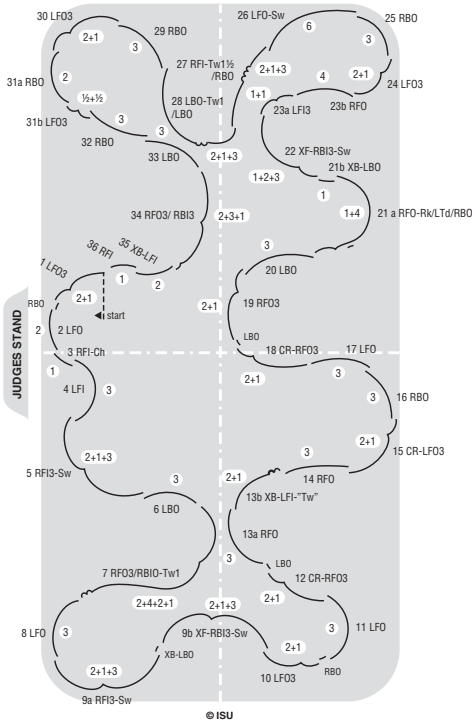 30 LFO3
2+1
3
29 RBO
26 LFO-Sw
6
25 RBO
3
27 RFI-Tw1½
/RBO
2+1+3
4
2+1
24 LFO3
31a RBO
2
½+½
28 LBO-Tw1
/LBO
1+1
23a LFI3
23b RFO
31b LFO3
3
3
32 RBO
33 LBO
2+1+3
22 XF-RBI3-Sw
21b XB-LBO
1+2+3
1
34 RFO3/ RBI3
2+3+1
1+4
21 a RFO-Rk/LTd/RBO
3
36 RFI
35 XB-LFI
1 LFO3
1
2
20 LBO
2+1
RBO
start
2+1
19 RFO3
JUDGES STAND
2
2 LFO
LBO
3 RFI-Ch
18 CR-RFO3
17 LFO
1
4 LFI
3
2+1
3
3
16 RBO
2+1
15 CR-LFO3
2+1+3
3
5 RFI3-Sw
3
2+1
14 RFO
6 LBO
13b XB-LFI-"Tw"
13a RFO
3
LBO
7 RFO3/RBIO-Tw1
12 CR-RFO3
2+4+2+1
2+1+3
2+1
8 LFO
3
9b XF-RBI3-Sw
3
11 LFO
XB-LBO
2+1
2+1+3
10 LFO3
RBO
9a RFI3-Sw
© ISU